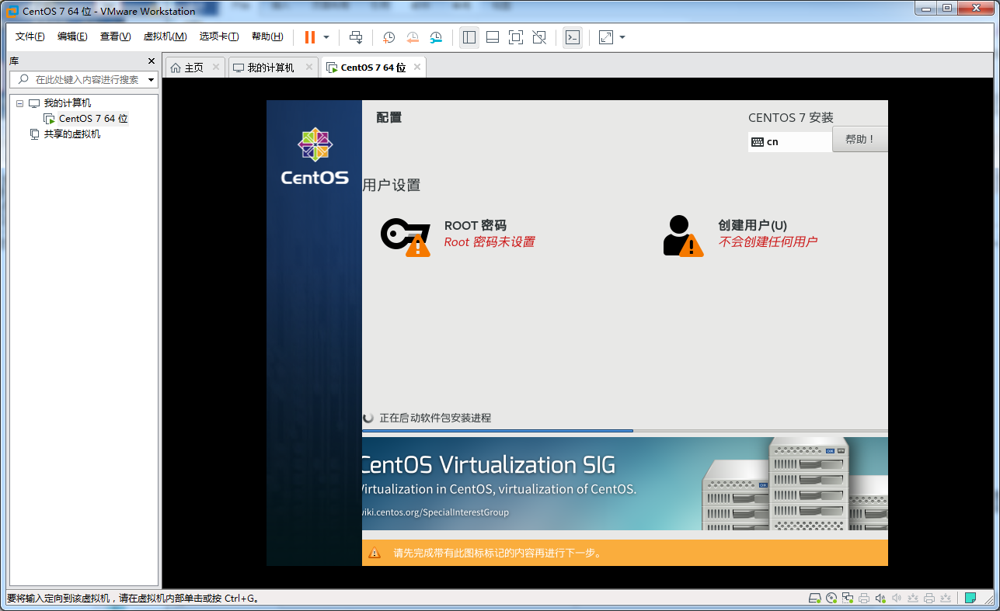 CentOS 7 64 位 - VMware Workstation
文件(F) 编辑(E) 查看(V) 虚拟机(M) 选项卡(T) 帮助(H)
库
在此处键入内容进行搜索
我的计算机
CentOS 7 64 位
共享的虚拟机
主页
我的计算机
CentOS 7 64 位
CentOS
配置
CENTOS 7 安装
cn
帮助！
用户设置
ROOT 密码
Root 密码未设置
创建用户(U)
不会创建任何用户
正在启动软件包安装进程
CentOS Virtualization SIG
Virtualization in CentOS, virtualization of CentOS.
wiki.centos.org/SpecialInterestGroup
OK
OK
请先完成带有此图标标记的内容再进行下一步。
要将输入定向到该虚拟机，请在虚拟机内部单击或按 Ctrl+G。